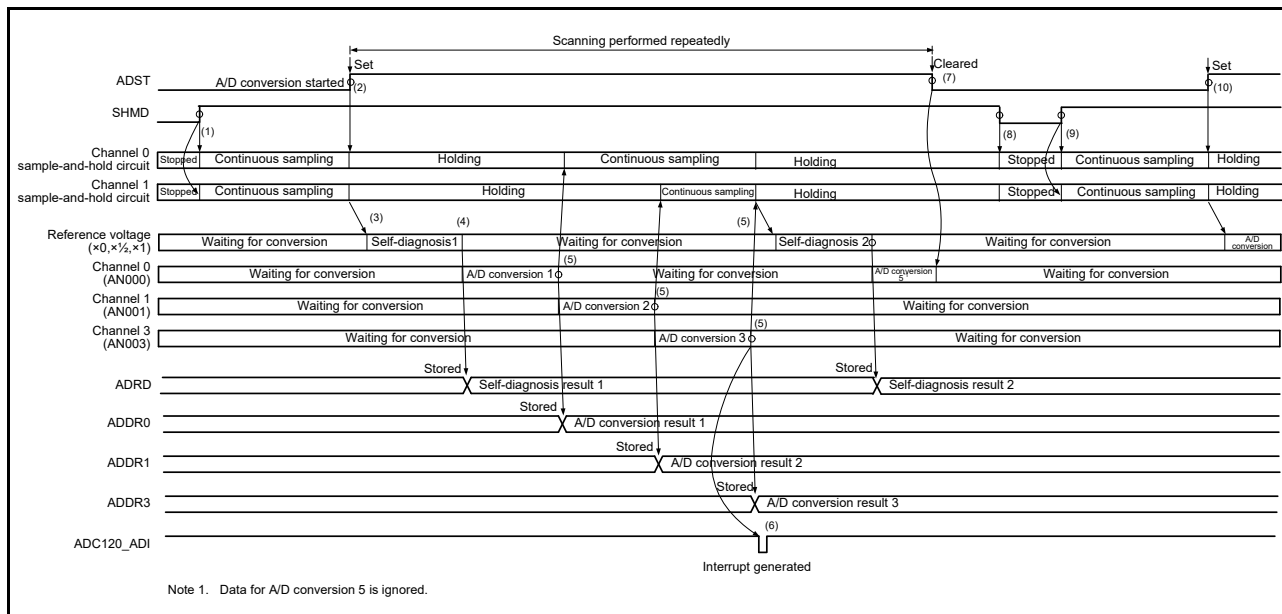 Scanning performed repeatedly
Set
Cleared
Set
ADST
A/D conversion started
(2)
(7)
(10)
SHMD
(1)
(8)
(9)
Channel 0
sample-and-hold circuit
Stopped
Continuous sampling
Holding
Continuous sampling
Holding
Stopped
Continuous sampling
Holding
Channel 1
sample-and-hold circuit
Stopped
Continuous sampling
Holding
Continuous sampling
Holding
Stopped
Continuous sampling
Holding
(3)
(4)
(5)
Reference voltage
(×0,×½,×1)
Waiting for conversion
Self-diagnosis1
Waiting for conversion
Self-diagnosis 2
Waiting for conversion
A/D
conversion
Channel 0
(AN000)
Waiting for conversion
A/D conversion 1
(5)
Waiting for conversion
A/D conversion
5
Waiting for conversion
Channel 1
(AN001)
Waiting for conversion
A/D conversion 2
(5)
Waiting for conversion
Channel 3
(AN003)
Waiting for conversion
A/D conversion 3
(5)
Waiting for conversion
ADRD
Stored
Self-diagnosis result 1
Stored
Self-diagnosis result 2
ADDR0
Stored
A/D conversion result 1
ADDR1
Stored
A/D conversion result 2
ADDR3
Stored
A/D conversion result 3
ADC120_ADI
(6)
Interrupt generated
Note 1. Data for A/D conversion 5 is ignored.